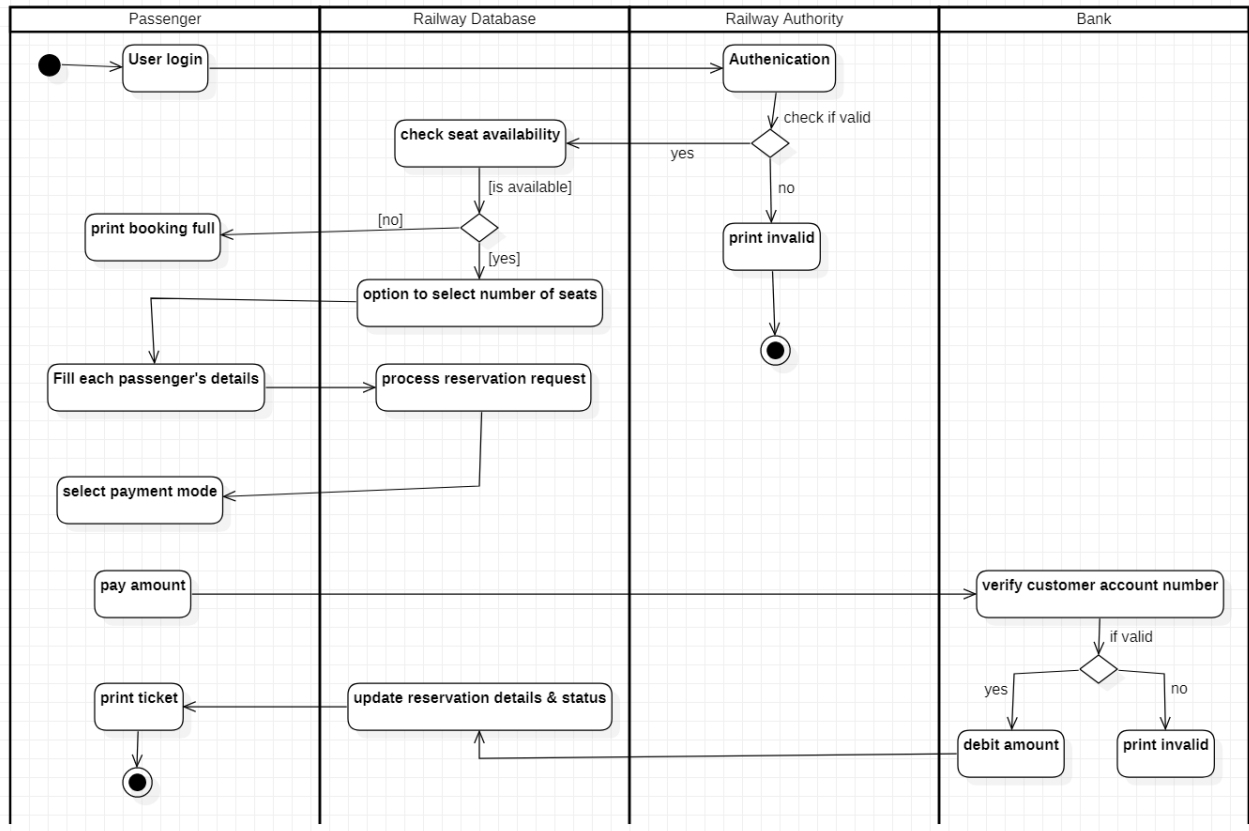 Passenger
Railway Database
Railway Authority
Bank
User login
Authenication
check if valid
check seat availability
yes
[is available]
no
[no]
print booking full
print invalid
[yes]
option to select number of seats
Fill each passenger's details
process reservation request
select payment mode
pay amount
verify customer account number
if valid
yes
no
print ticket
update reservation details & status
debit amount
print invalid